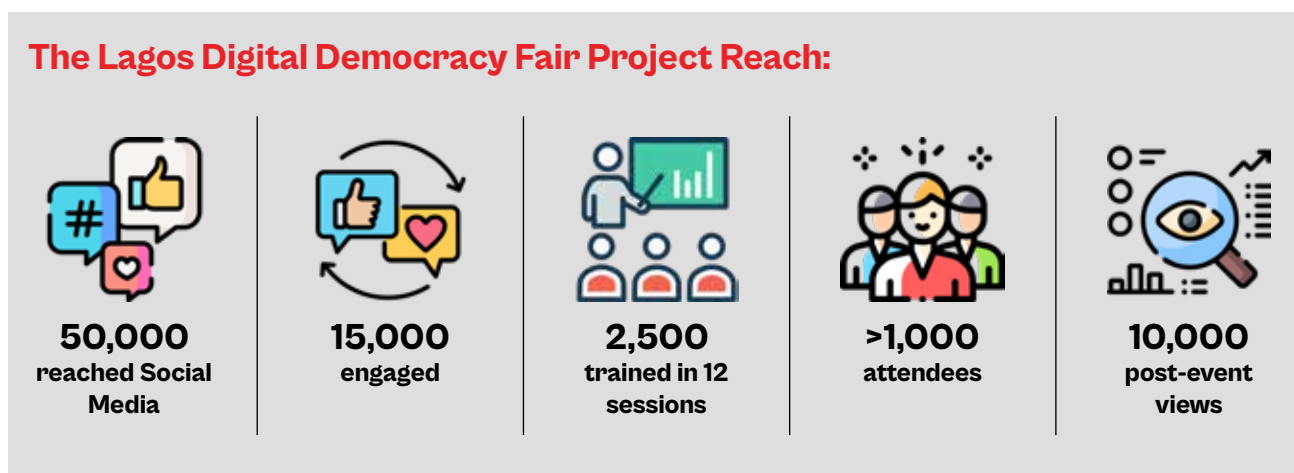 The Lagos Digital Democracy Fair Project Reach:
#
50,000
reached Social
Media
15,000
engaged
2,500
trained in 12
sessions
>1,000
attendees
10,000
post-event
views